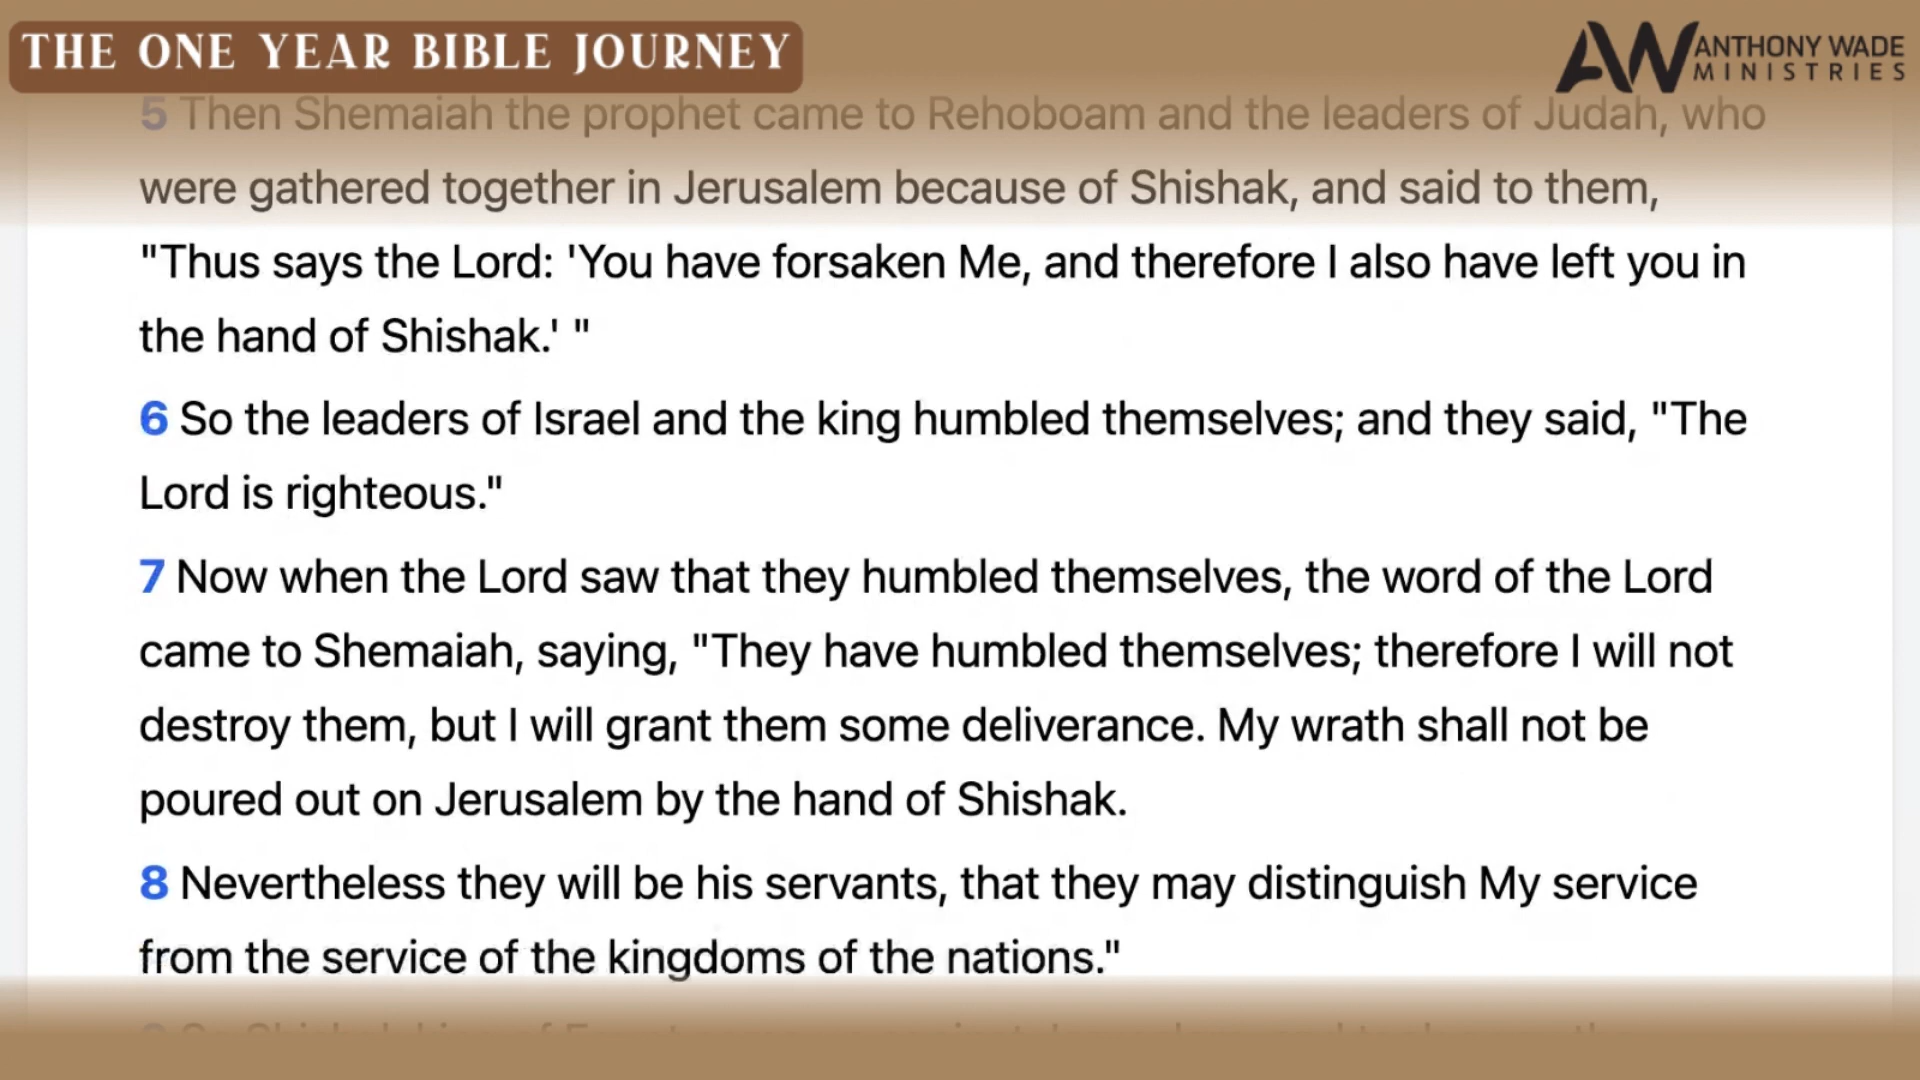 THE ONE YEAR BIBLE JOURNEY
ANTHONY WADE
MINISTRIES
5 Then Shemaiah the prophet came to Rehoboam and the leaders of Judah, who
were gathered together in Jerusalem because of Shishak, and said to them,
"Thus says the Lord: 'You have forsaken Me, and therefore I also have left you in
the hand of Shishak.' "
6 So the leaders of Israel and the king humbled themselves; and they said, "The
Lord is righteous."
7 Now when the Lord saw that they humbled themselves, the word of the Lord
came to Shemaiah, saying, "They have humbled themselves; therefore I will not
destroy them, but I will grant them some deliverance. My wrath shall not be
poured out on Jerusalem by the hand of Shishak.
8 Nevertheless they will be his servants, that they may distinguish My service
from the service of the kingdoms of the nations."